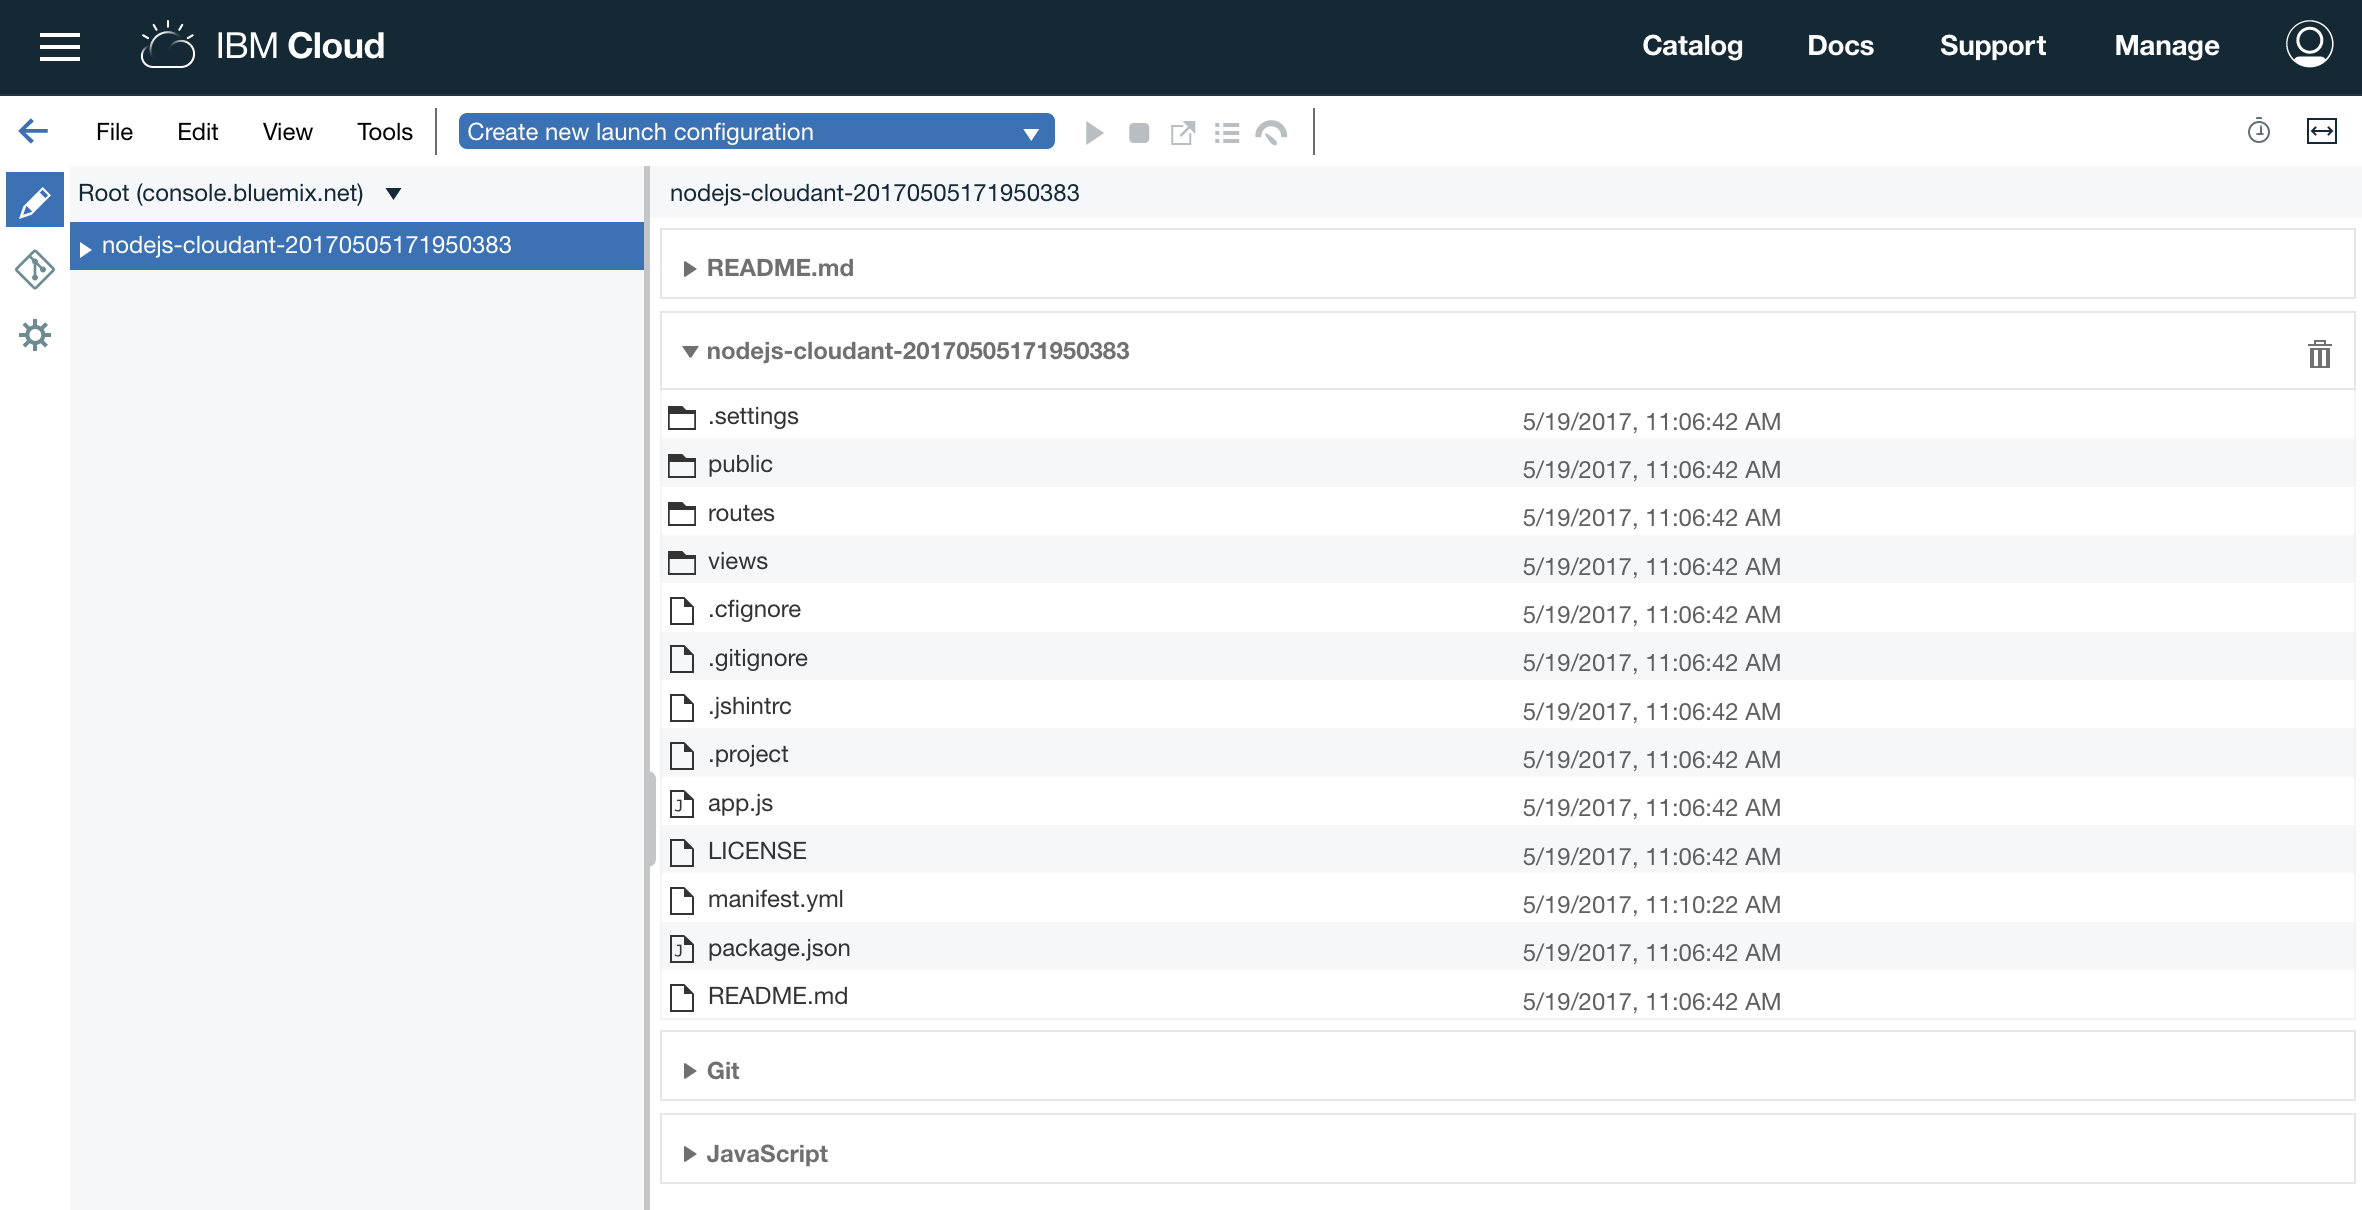 IBM Cloud Catalog Docs Support Manage
File Edit View Tools Create new launch configuration
Root (console.bluemix.net)
nodejs-cloudant-20170505171950383
nodejs-cloudant-20170505171950383
README.md
nodejs-cloudant-20170505171950383
.settings 5/19/2017, 11:06:42 AM
public 5/19/2017, 11:06:42 AM
routes 5/19/2017, 11:06:42 AM
views 5/19/2017, 11:06:42 AM
.cfignore 5/19/2017, 11:06:42 AM
.gitignore 5/19/2017, 11:06:42 AM
.jshintrc 5/19/2017, 11:06:42 AM
.project 5/19/2017, 11:06:42 AM
app.js 5/19/2017, 11:06:42 AM
LICENSE 5/19/2017, 11:06:42 AM
manifest.yml 5/19/2017, 11:10:22 AM
package.json 5/19/2017, 11:06:42 AM
README.md 5/19/2017, 11:06:42 AM
Git
JavaScript